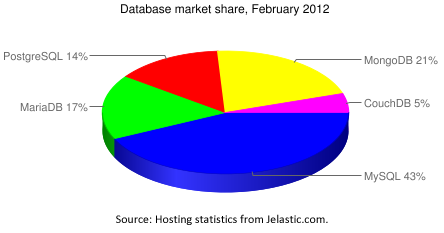 Database market share, February 2012
PostgreSQL 14%
MongoDB 21%
MariaDB 17%
CouchDB 5%
MySQL 43%
Source: Hosting statistics from Jelastic.com.